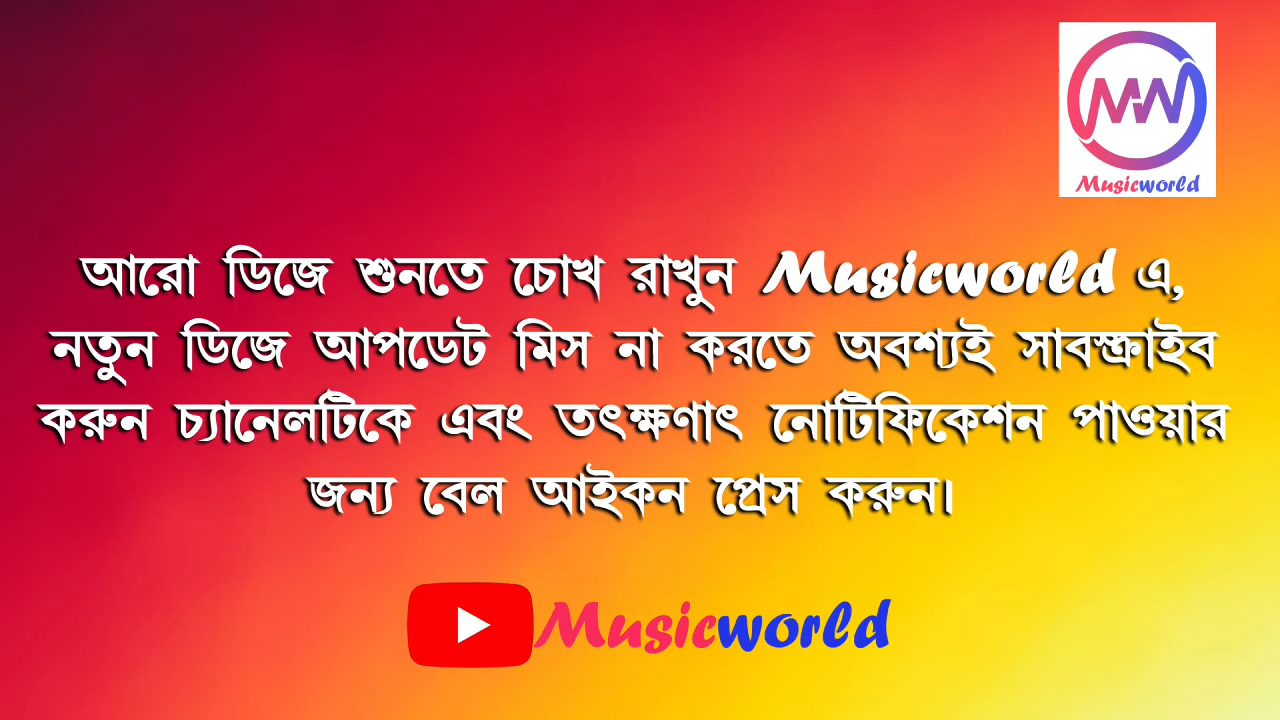 MW
Musicworld
আরো ডিজে শুনতে চোখ রাখুন Musicworld এ,
নতুন ডিজে আপডেট মিস না করতে অবশ্যই সাবস্ক্রাইব
করুন চ্যানেলটিকে এবং তৎক্ষণাৎ নোটিফিকেশন পাওয়ার
জন্য বেল আইকন প্রেস করুন।
Musicworld